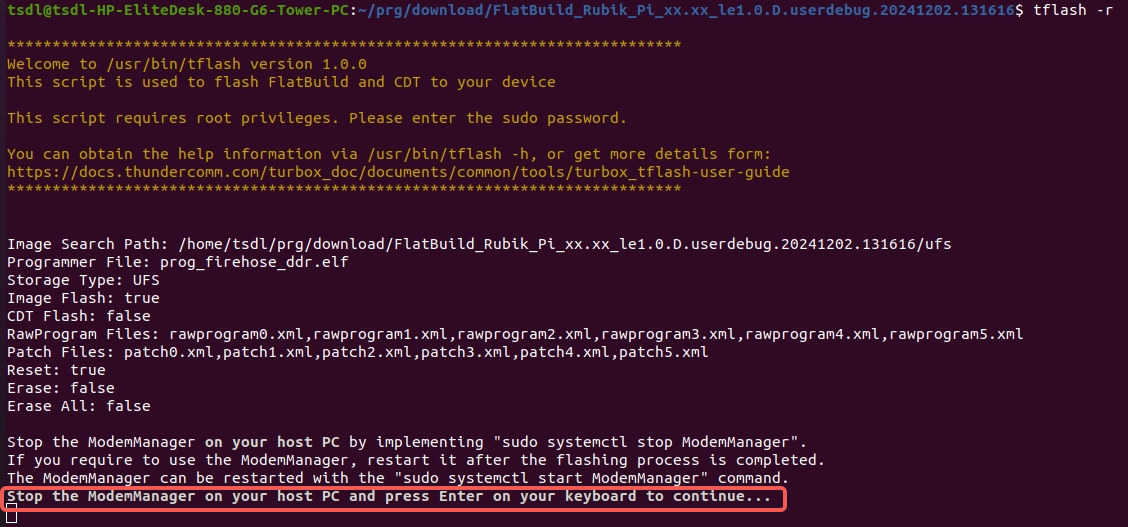 tsdl@tsdl-HP-EliteDesk-880-G6-Tower-PC:~/prg/download/FlatBuild_Rubik_Pi_xx.xx_le1.0.D.userdebug.20241202.131616$ tflash -r
***************************************************************************
Welcome to /usr/bin/tflash version 1.0.0
This script is used to flash FlatBuild and CDT to your device
This script requires root privileges. Please enter the sudo password.
You can obtain the help information via /usr/bin/tflash -h, or get more details form:
https://docs.thundercomm.com/turbox_doc/documents/common/tools/turbox_tflash-user-guide
***************************************************************************
Image Search Path: /home/tsdl/prg/download/FlatBuild_Rubik_Pi_xx.xx_le1.0.D.userdebug.20241202.131616/ufs
Programmer File: prog_firehose_ddr.elf
Storage Type: UFS
Image Flash: true
CDT Flash: false
RawProgram Files: rawprogram0.xml,rawprogram1.xml,rawprogram2.xml,rawprogram3.xml,rawprogram4.xml,rawprogram5.xml
Patch Files: patch0.xml,patch1.xml,patch2.xml,patch3.xml,patch4.xml,patch5.xml
Reset: true
Erase: false
Erase All: false
Stop the ModemManager on your host PC by implementing "sudo systemctl stop ModemManager".
If you require to use the ModemManager, restart it after the flashing process is completed.
The ModemManager can be restarted with the "sudo systemctl start ModemManager" command.
Stop the ModemManager on your host PC and press Enter on your keyboard to continue...